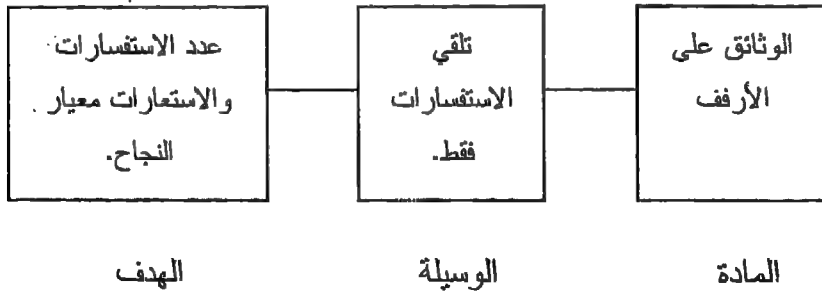 الوثائق على
الأرفف
تلقي
الاستفسارات
فقط.
عدد الاستفسارات
والاستعارات معيار
النجاح.
المادة
الوسيلة
الهدف